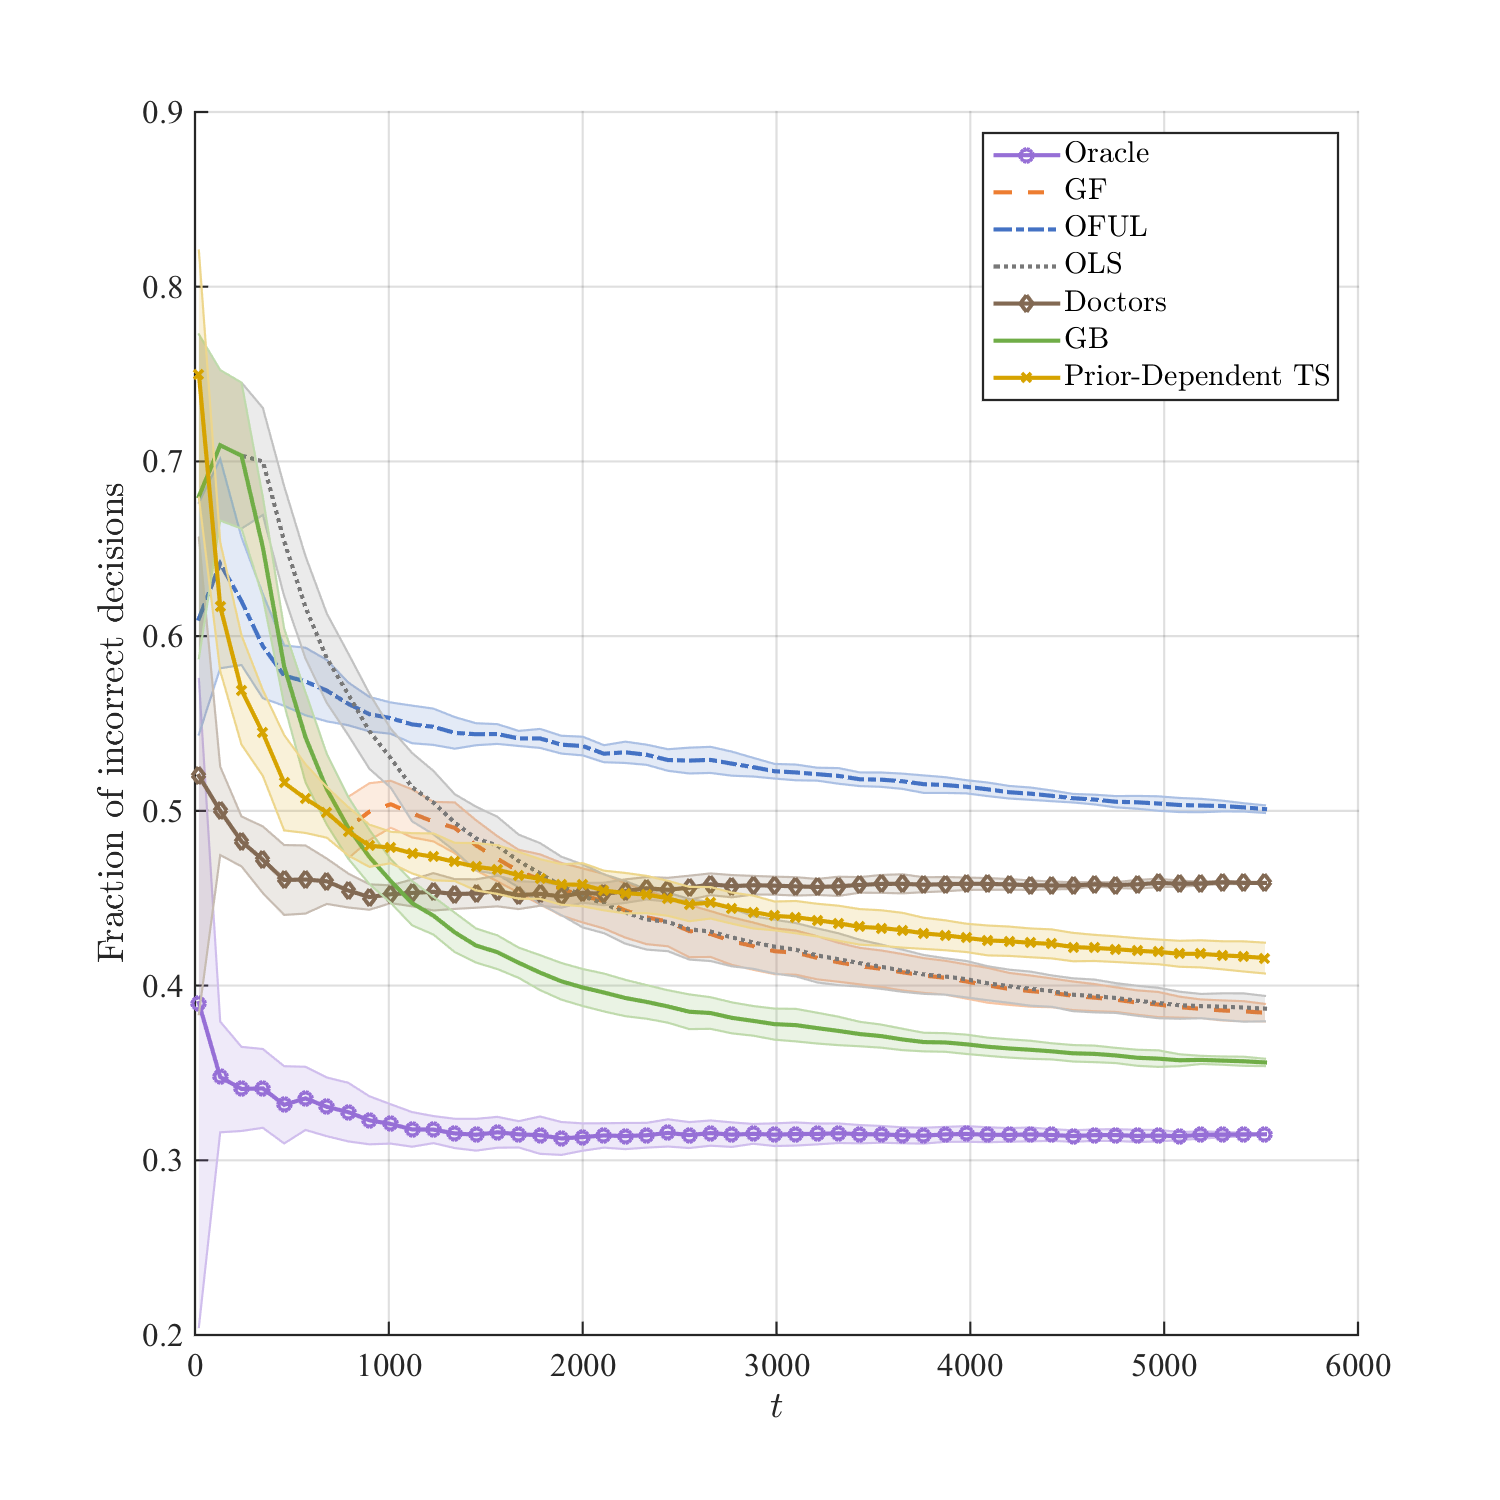 0.9
0.8
0.7
0.6
0.5
0.4
0.3
0.2
Fraction of incorrect decisions
0 1000 2000 3000 4000 5000 6000
t
Oracle
GF
OFUL
OLS
Doctors
GB
Prior-Dependent TS